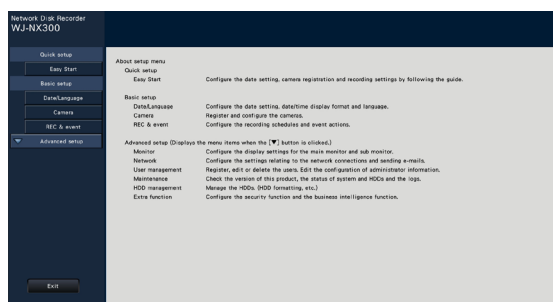 Network Disk Recorder
WJ-NX300
Quick setup
Easy Start
Basic setup
Date/Language
Camera
REC & event
Advanced setup
Exit
About setup menu
Quick setup
Easy Start Configure the date setting, camera registration and recording settings by following the guide.
Basic setup
Date/Language Configure the date setting, date/time display format and language.
Camera Register and configure the cameras.
REC & event Configure the recording schedules and event actions.
Advanced setup (Displays the menu items when the [▼] button is clicked.)
Monitor Configure the display settings for the main monitor and sub monitor.
Network Configure the settings relating to the network connections and sending e-mails.
User management Register, edit or delete the users. Edit the configuration of administrator information.
Maintenance Check the version of this product, the status of system and HDDs and the logs.
HDD management Manage the HDDs. (HDD formatting, etc.)
Extra function Configure the security function and the business intelligence function.